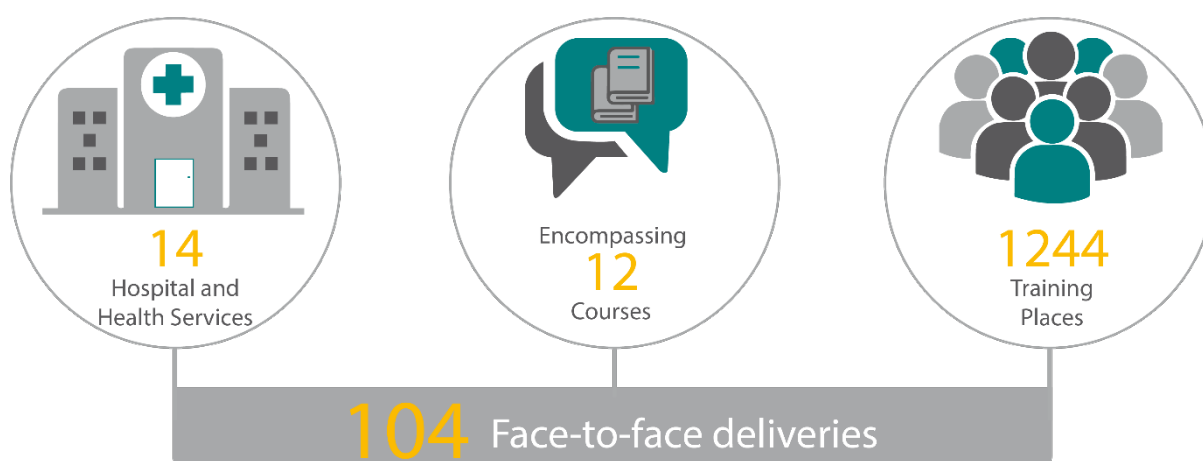 14
Hospital and
Health Services
Encompassing
12
Courses
1244
Training
Places
104 Face-to-face deliveries